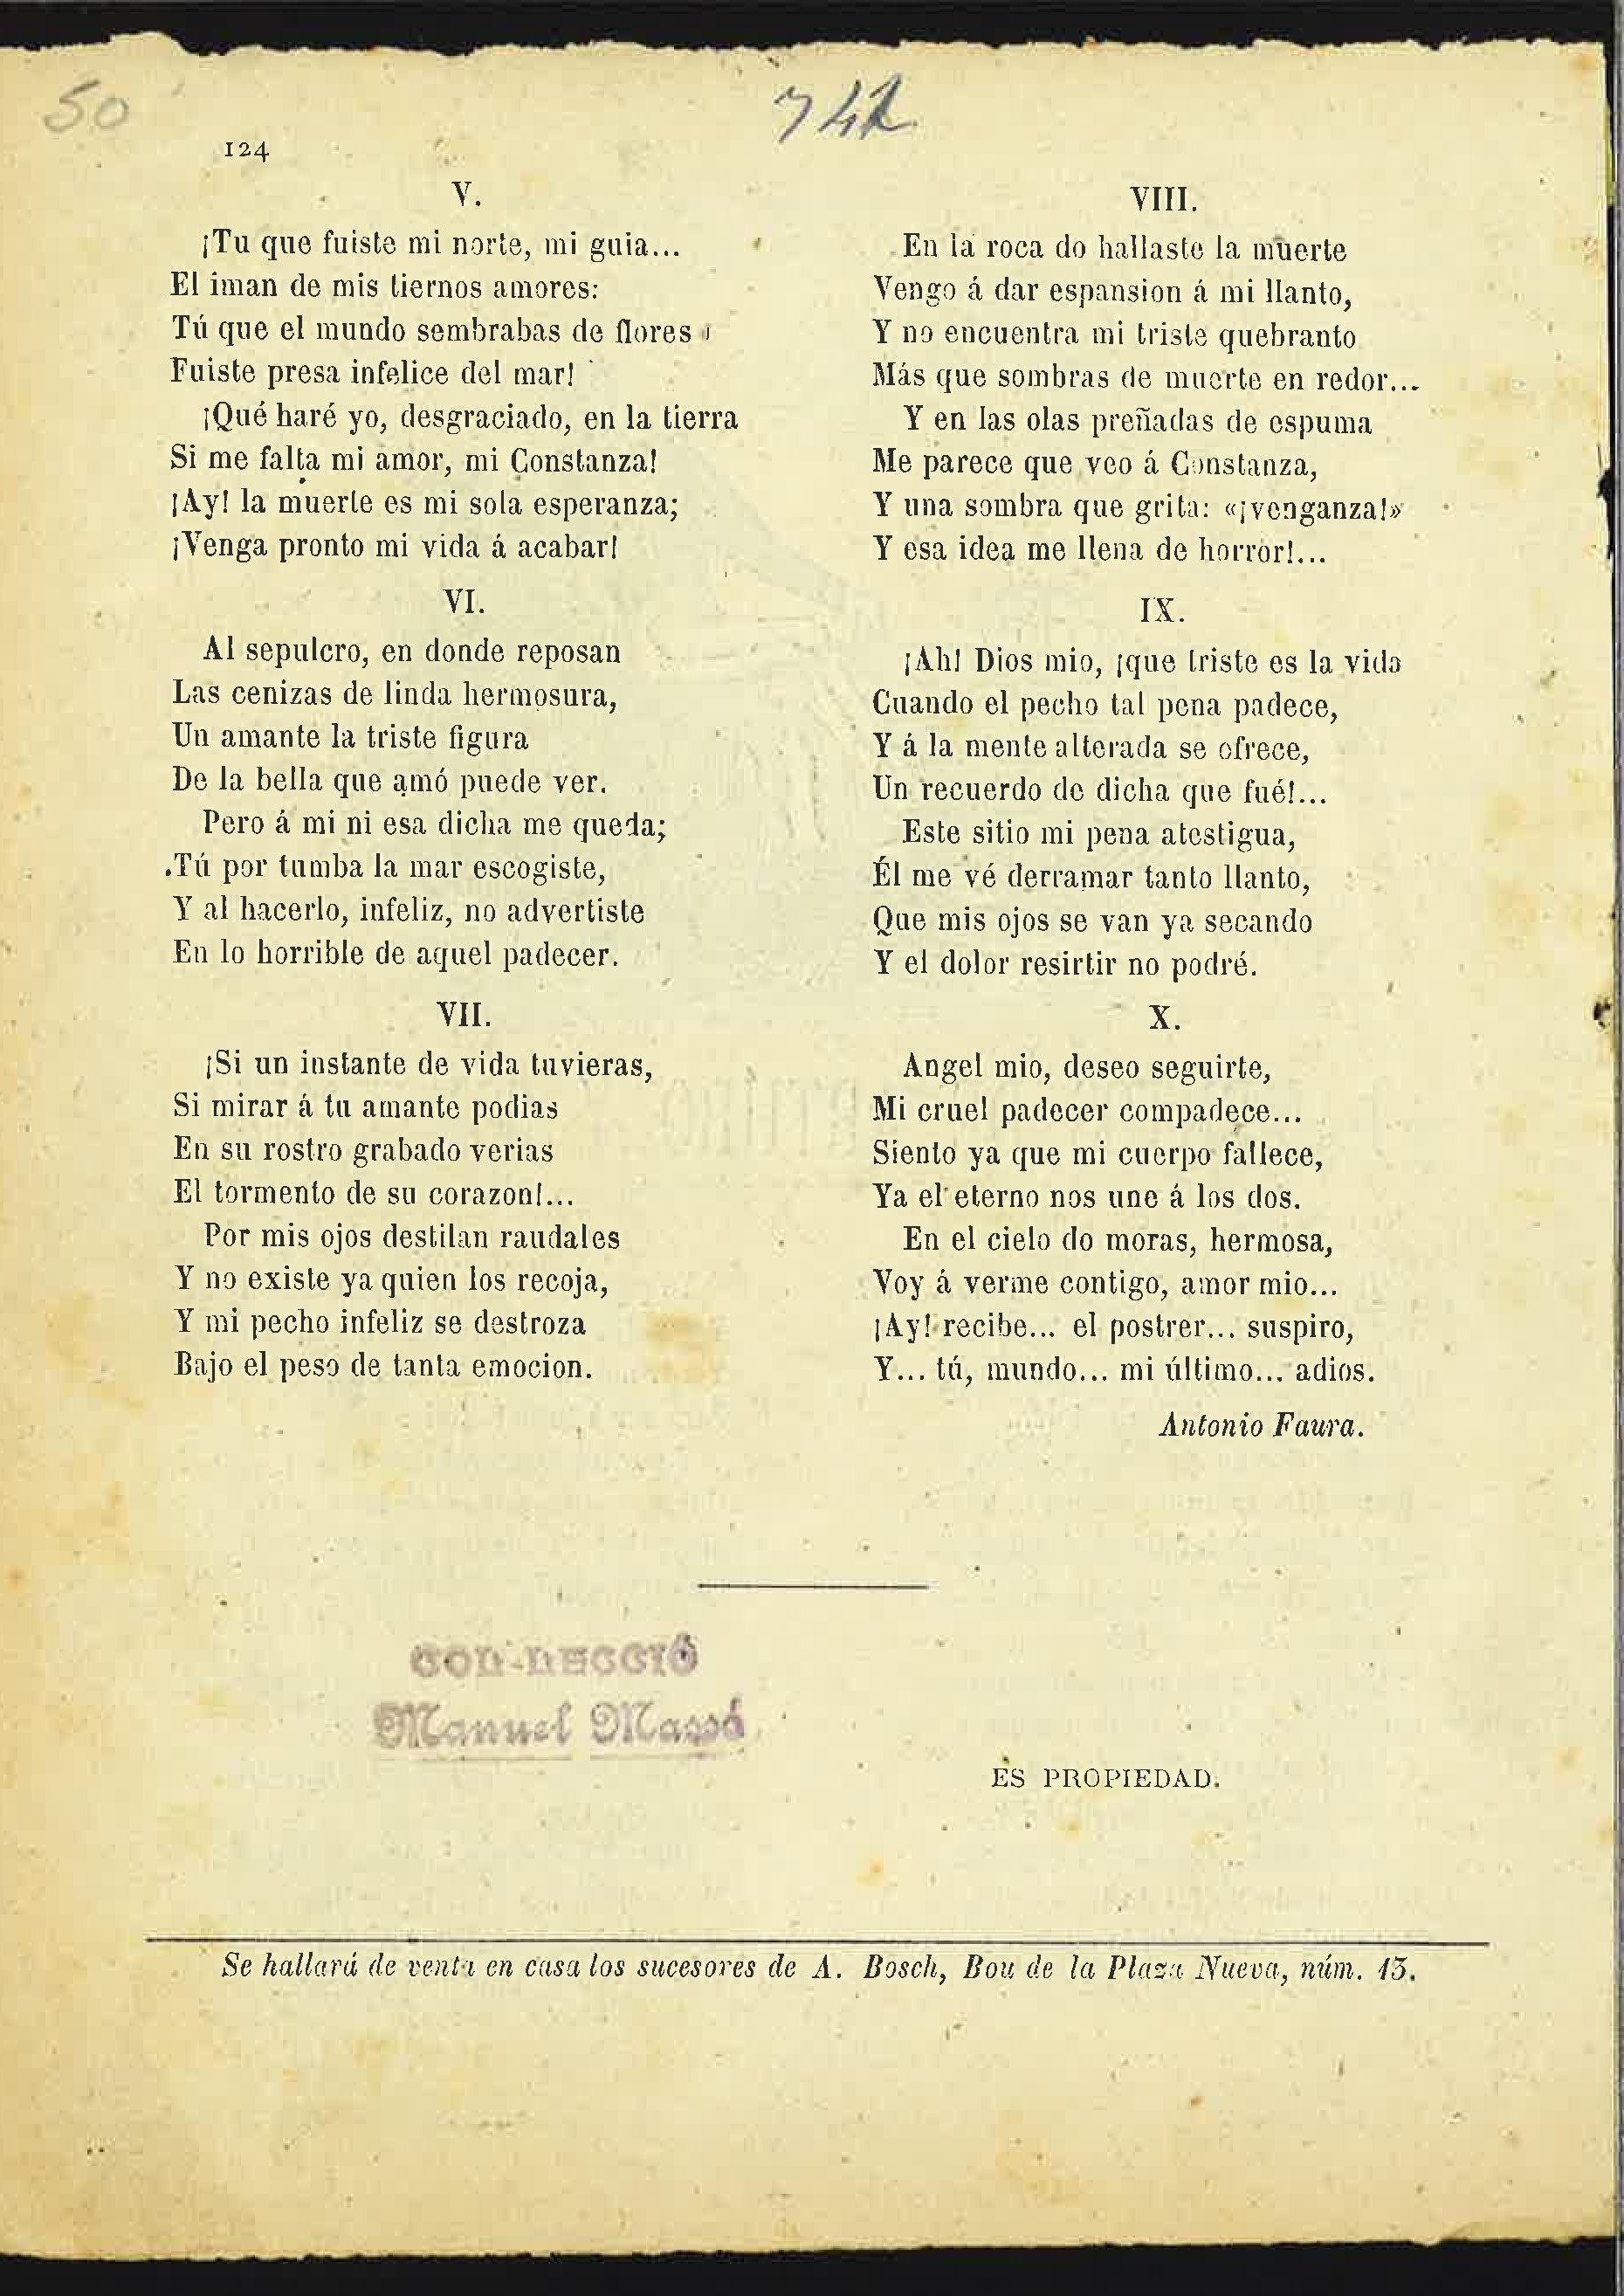 50
742
124
V.
¡Tu que fuiste mi norte, mi guia...
El iman de mis tiernos amores:
Tú que el mundo sembrabas de flores
Fuiste presa infelice del mar!
¡Qué haré yo, desgraciado, en la tierra
Si me falta mi amor, mi Constanza!
¡Ay! la muerte es mi sola esperanza;
¡Venga pronto mi vida á acabar!
VI.
Al sepulcro, en donde reposan
Las cenizas de linda hermosura,
Un amante la triste figura
De la bella que amó puede ver.
Pero á mi ni esa dicha me queda;
Tú por tumba la mar escogiste,
Y al hacerlo, infeliz, no advertiste
En lo horrible de aquel padecer.
VII.
¡Si un instante de vida tuvieras,
Si mirar á tu amante podias
En su rostro grabado verias
El tormento de su corazon!...
Por mis ojos destilan raudales
Y no existe ya quien los recoja,
Y mi pecho infeliz se destroza
Bajo el peso de tanta emocion.
VIII.
En la roca do hallaste la muerte
Vengo á dar espansion á mi llanto,
Y no encuentra mi triste quebranto
Más que sombras de muerte en redor...
Y en las olas preñadas de espuma
Me parece que veo á Constanza,
Y una sombra que grita: «¡venganza!»
Y esa idea me llena de horror!...
IX.
¡Ah! Dios mio, ¡que triste es la vida
Cuando el pecho tal pena padece,
Y á la mente alterada se ofrece,
Un recuerdo de dicha que fué!...
Este sitio mi pena atestigua,
Él me vé derramar tanto llanto,
Que mis ojos se van ya secando
Y el dolor resirtir no podré.
X.
Angel mio, deseo seguirte,
Mi cruel padecer compadece...
Siento ya que mi cuerpo fallece,
Ya el eterno nos une á los dos.
En el cielo do moras, hermosa,
Voy á verme contigo, amor mio...
¡Ay! recibe... el postrer... suspiro,
Y... tú, mundo... mi último... adios.
Antonio Faura.
COL·LECCIÓ
Manuel Massó
ES PROPIEDAD.
Se hallará de venta en casa los sucesores de A. Bosch, Bou de la Plaza Nueva, núm. 13.